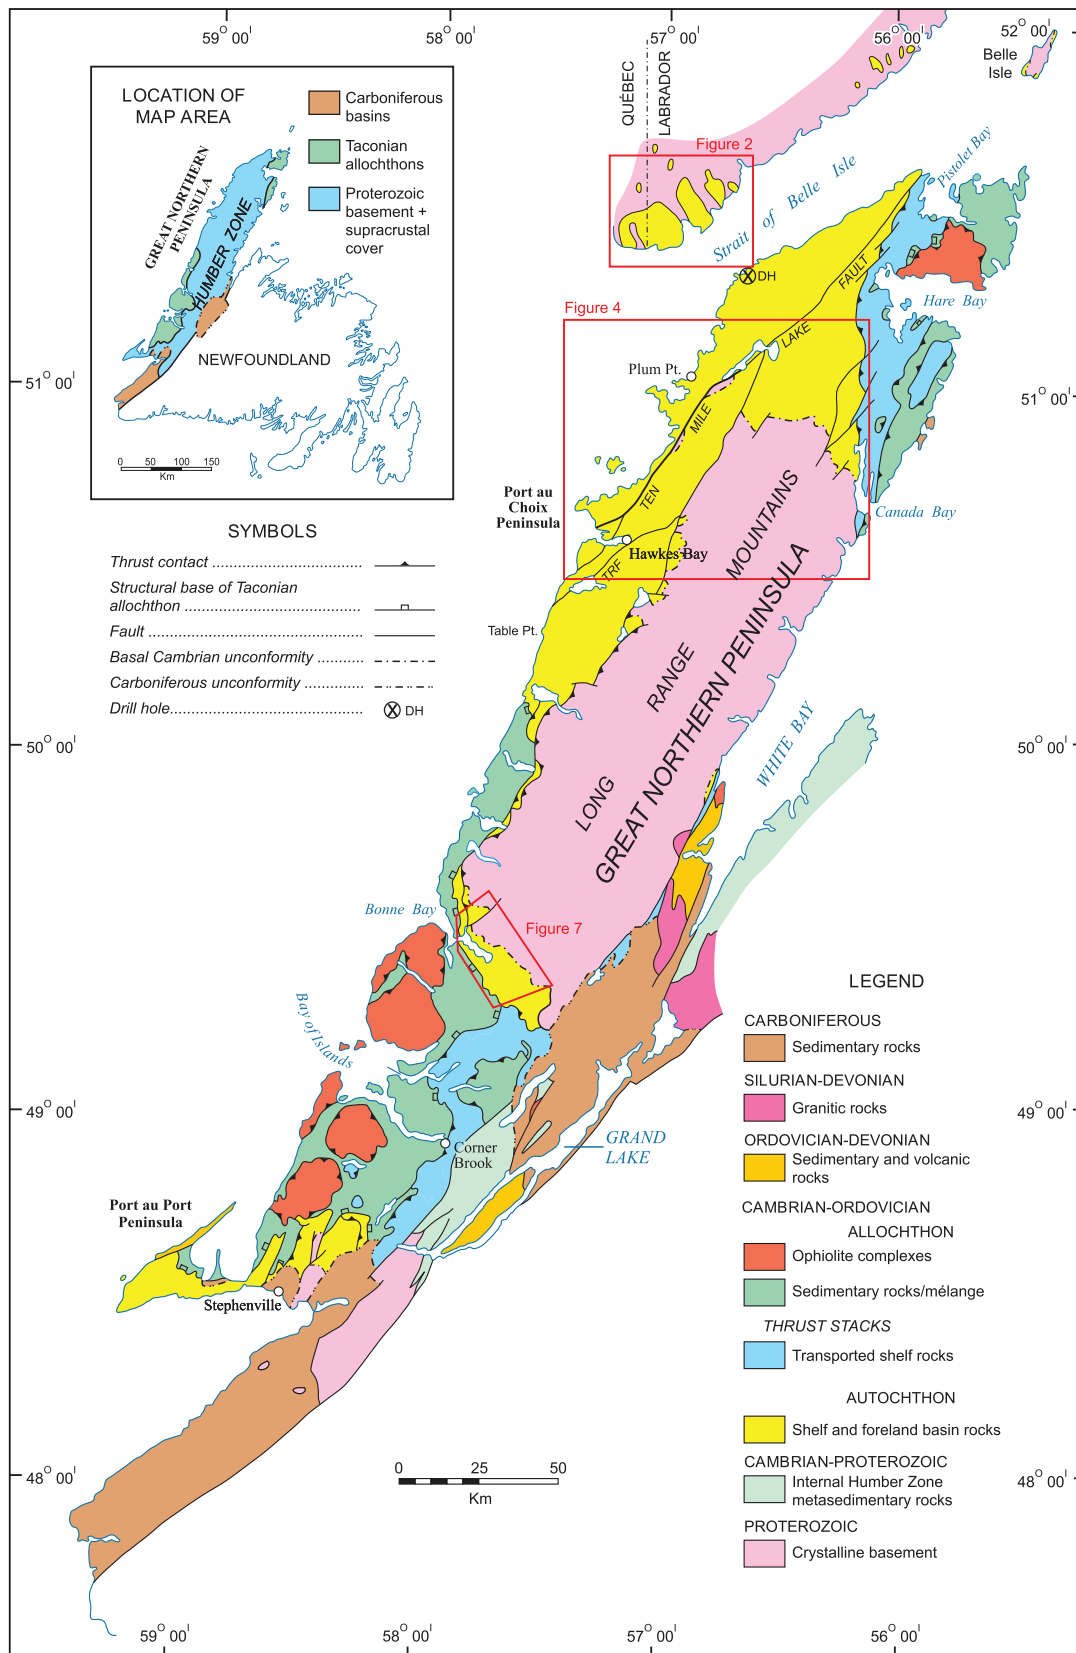 59° 00'
58° 00'
57° 00'
56° 00'
52° 00'
Belle
Isle
QUÉBEC
LABRADOR
Figure 2
Strait of Belle Isle
Pistolet Bay
LOCATION OF
MAP AREA
Carboniferous
basins
Taconian
allochthons
Proterozoic
basement +
supracrustal
cover
GREAT NORTHERN
PENINSULA
HUMBER ZONE
NEWFOUNDLAND
0 50 100 150
Km
DH
FAULT
Hare Bay
Figure 4
LAKE
Plum Pt.
51° 00'
51° 00'
MILE
TEN
Port au
Choix
Peninsula
Canada Bay
Hawkes Bay
TRF
Table Pt.
MOUNTAINS
RANGE
LONG
GREAT NORTHERN PENINSULA
SYMBOLS
Thrust contact
Structural base of Taconian
allochthon
Fault
Basal Cambrian unconformity
Carboniferous unconformity
Drill hole
DH
50° 00'
50° 00'
WHITE BAY
Bonne Bay
Figure 7
Bay of Islands
49° 00'
49° 00'
GRAND
LAKE
Corner
Brook
Port au Port
Peninsula
Stephenville
LEGEND
CARBONIFEROUS
Sedimentary rocks
SILURIAN-DEVONIAN
Granitic rocks
ORDOVICIAN-DEVONIAN
Sedimentary and volcanic
rocks
CAMBRIAN-ORDOVICIAN
ALLOCHTHON
Ophiolite complexes
Sedimentary rocks/mélange
THRUST STACKS
Transported shelf rocks
AUTOCHTHON
Shelf and foreland basin rocks
CAMBRIAN-PROTEROZOIC
Internal Humber Zone
metasedimentary rocks
PROTEROZOIC
Crystalline basement
0 25 50
Km
48° 00'
48° 00'
59° 00'
58° 00'
57° 00'
56° 00'